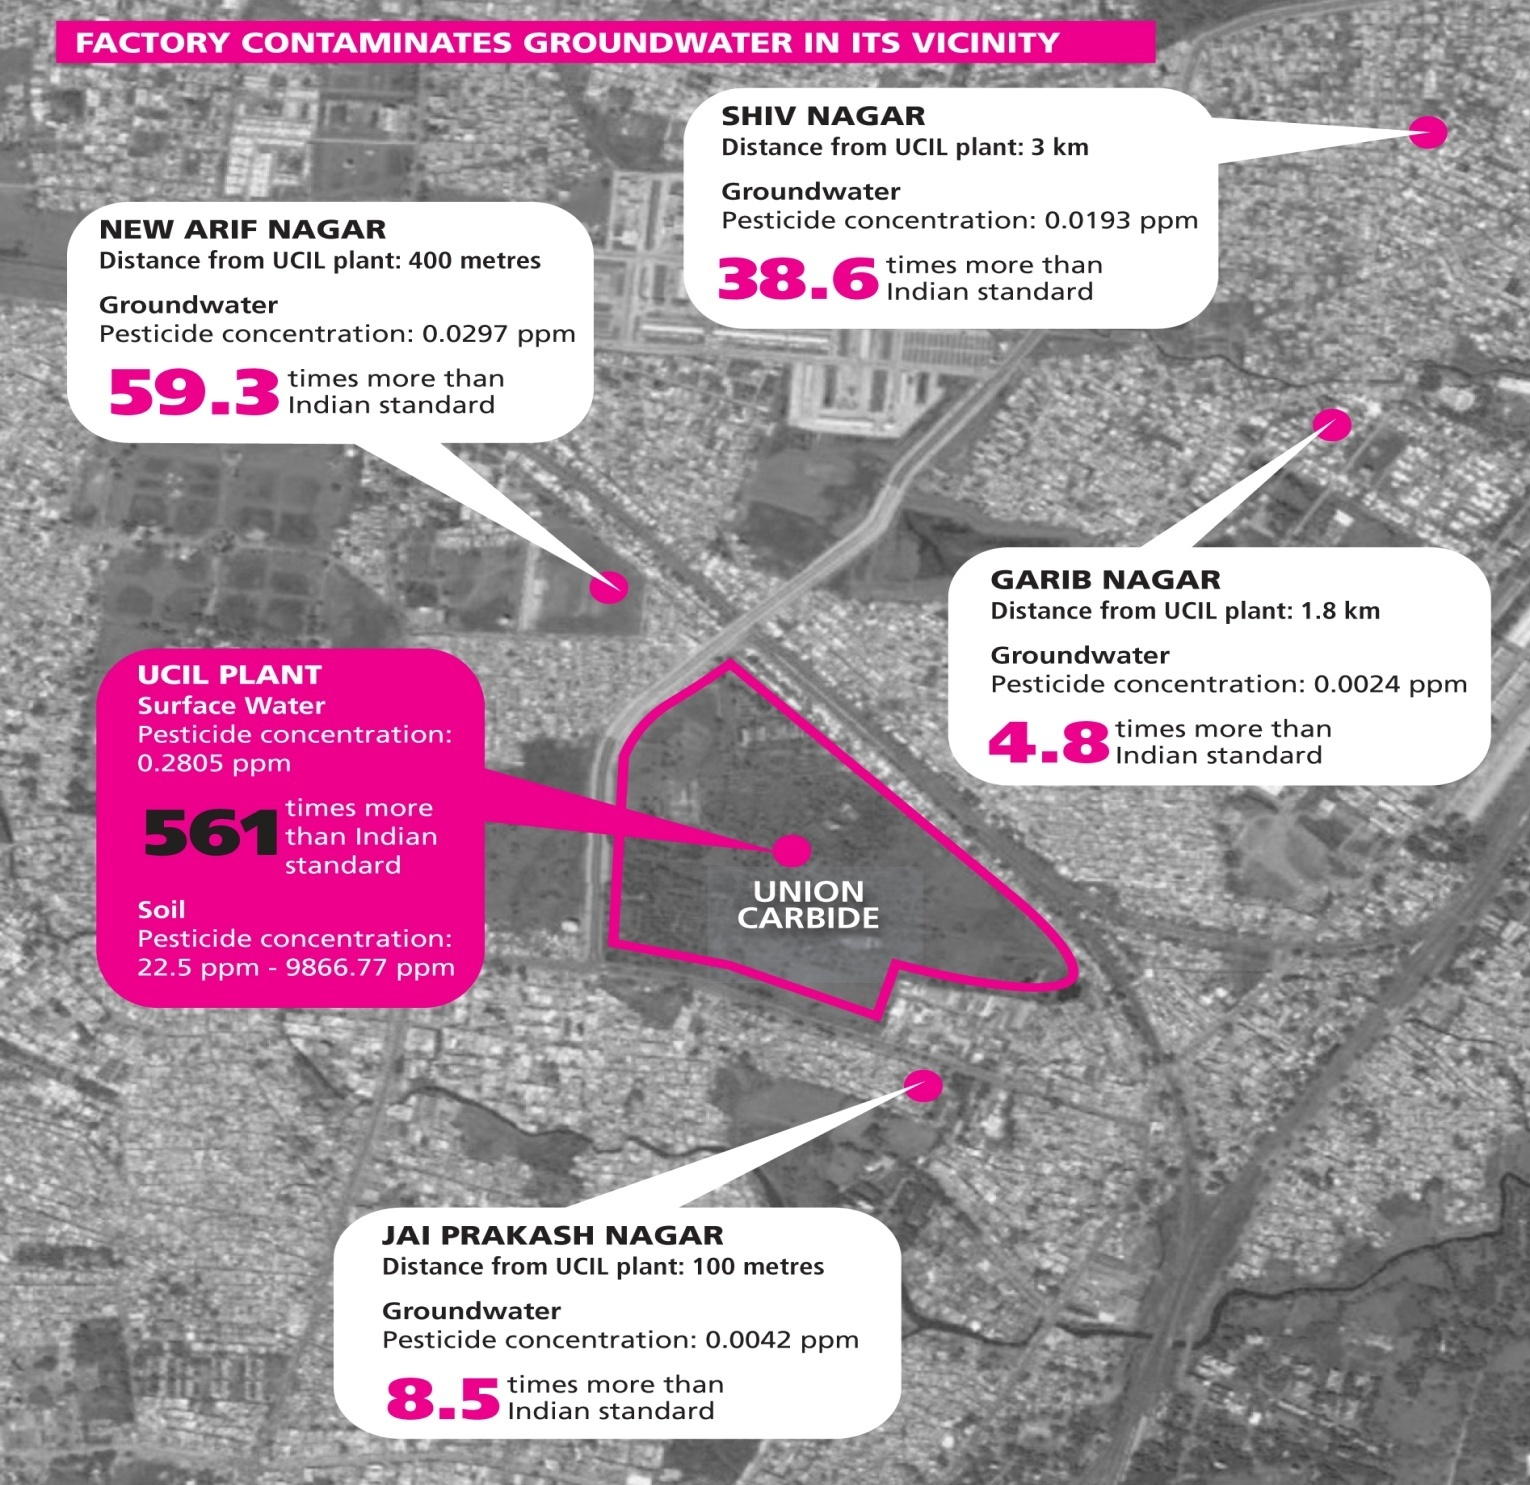 FACTORY CONTAMINATES GROUNDWATER IN ITS VICINITY
SHIV NAGAR
Distance from UCIL plant: 3 km
Groundwater
Pesticide concentration: 0.0193 ppm
38.6 times more than
Indian standard
NEW ARIF NAGAR
Distance from UCIL plant: 400 metres
Groundwater
Pesticide concentration: 0.0297 ppm
59.3 times more than
Indian standard
GARIB NAGAR
Distance from UCIL plant: 1.8 km
Groundwater
Pesticide concentration: 0.0024 ppm
4.8 times more than
Indian standard
UCIL PLANT
Surface Water
Pesticide concentration:
0.2805 ppm
561 times more
than Indian
standard
Soil
Pesticide concentration:
22.5 ppm - 9866.77 ppm
UNION
CARBIDE
JAI PRAKASH NAGAR
Distance from UCIL plant: 100 metres
Groundwater
Pesticide concentration: 0.0042 ppm
8.5 times more than
Indian standard